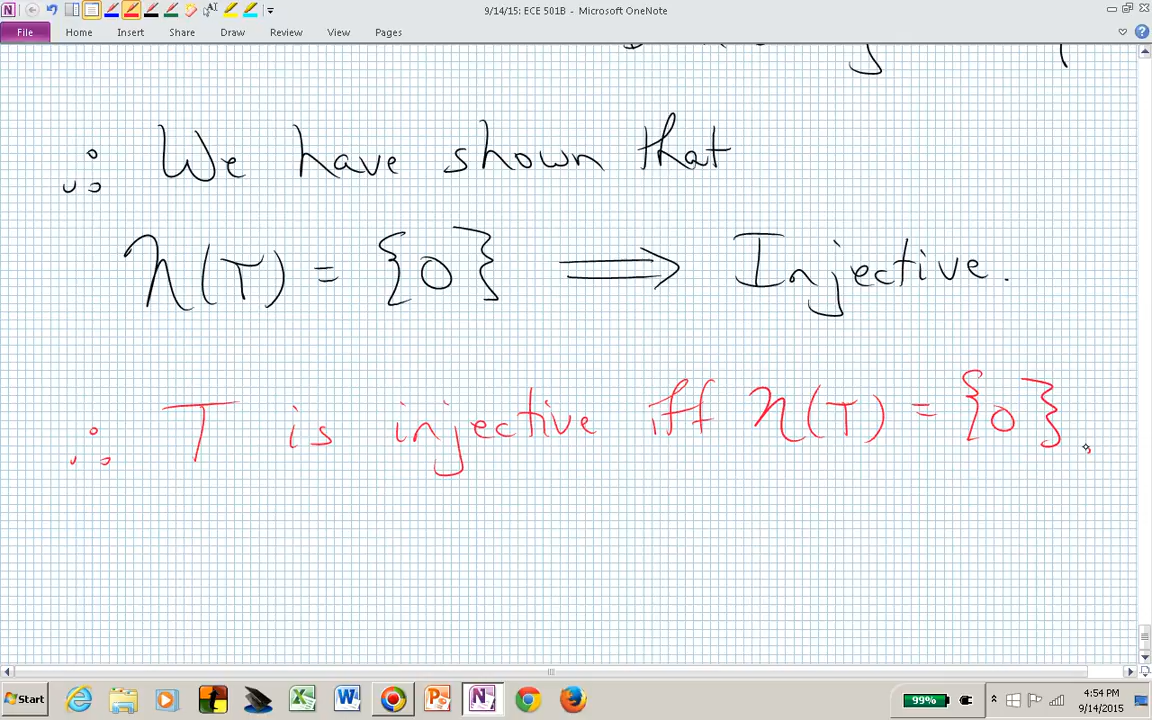 9/14/15: ECE 501B - Microsoft OneNote
File Home Insert Share Draw Review View Pages
∴ We have shown that
η(T) = {0} ⟹ Injective.
∴ T is injective iff η(T) = {0}.
Start
99%
4:54 PM
9/14/2015